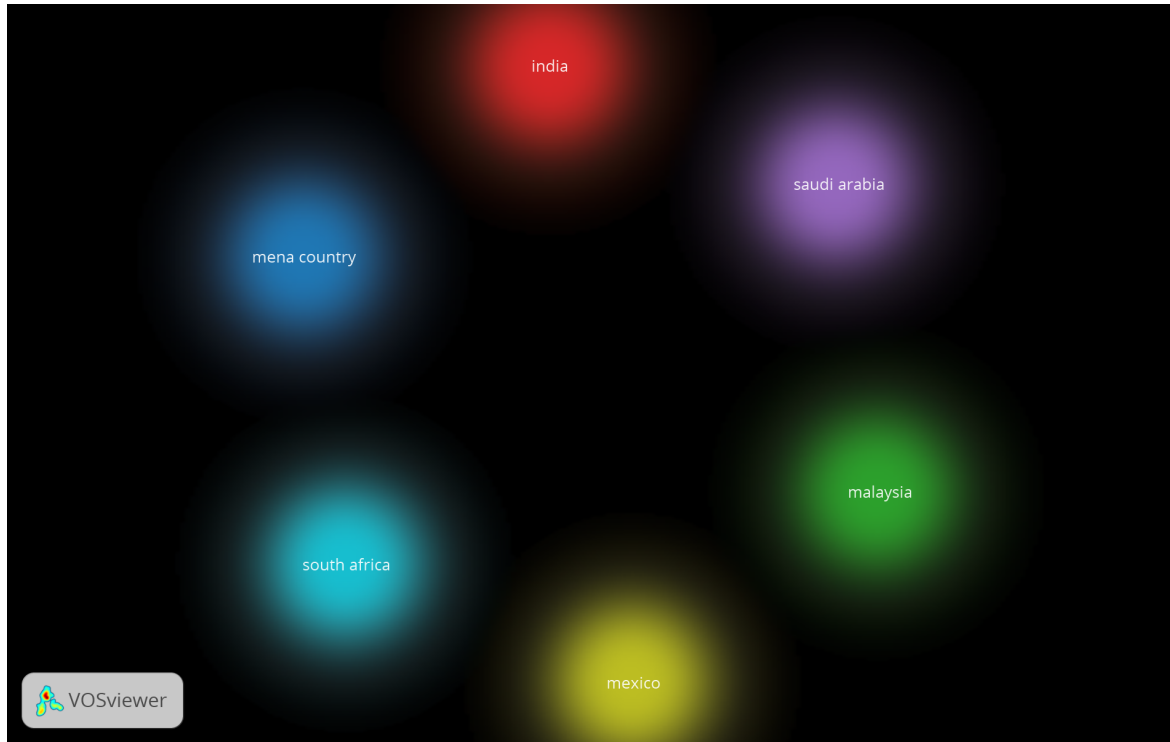 india
saudi arabia
mena country
malaysia
south africa
mexico
VOSviewer